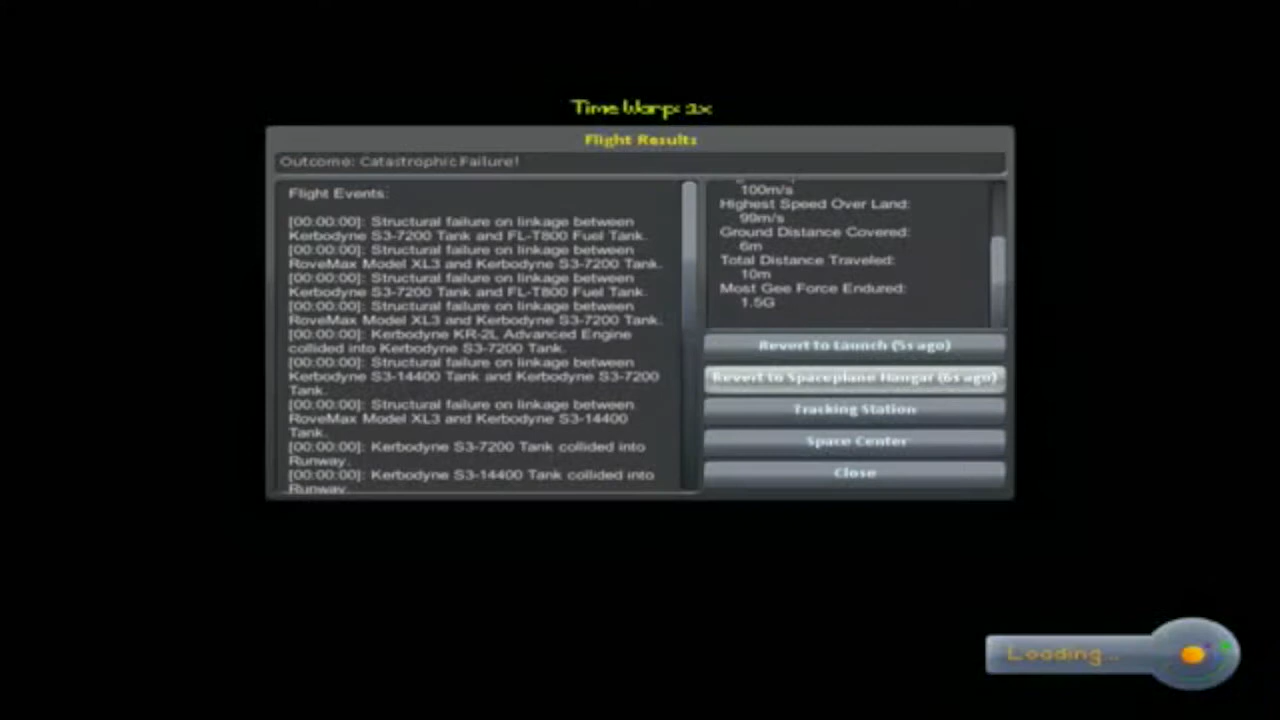 Time Warp: 1x
Flight Results
Outcome: Catastrophic Failure!
Flight Events:
[00:00:00]: Structural failure on linkage between
Kerbodyne S3-7200 Tank and FL-T800 Fuel Tank.
[00:00:00]: Structural failure on linkage between
RoveMax Model XL3 and Kerbodyne S3-7200 Tank.
[00:00:00]: Structural failure on linkage between
Kerbodyne S3-7200 Tank and FL-T800 Fuel Tank.
[00:00:00]: Structural failure on linkage between
RoveMax Model XL3 and Kerbodyne S3-7200 Tank.
[00:00:00]: Kerbodyne KR-2L Advanced Engine
collided into Kerbodyne S3-7200 Tank.
[00:00:00]: Structural failure on linkage between
Kerbodyne S3-14400 Tank and Kerbodyne S3-7200
Tank.
[00:00:00]: Structural failure on linkage between
RoveMax Model XL3 and Kerbodyne S3-14400
Tank.
[00:00:00]: Kerbodyne S3-7200 Tank collided into
Runway.
[00:00:00]: Kerbodyne S3-14400 Tank collided into
Runway.
100m/s
Highest Speed Over Land:
99m/s
Ground Distance Covered:
6m
Total Distance Traveled:
10m
Most Gee Force Endured:
1.5G
Revert to Launch (5s ago)
Revert to Spaceplane Hangar (6s ago)
Tracking Station
Space Center
Close
Loading...